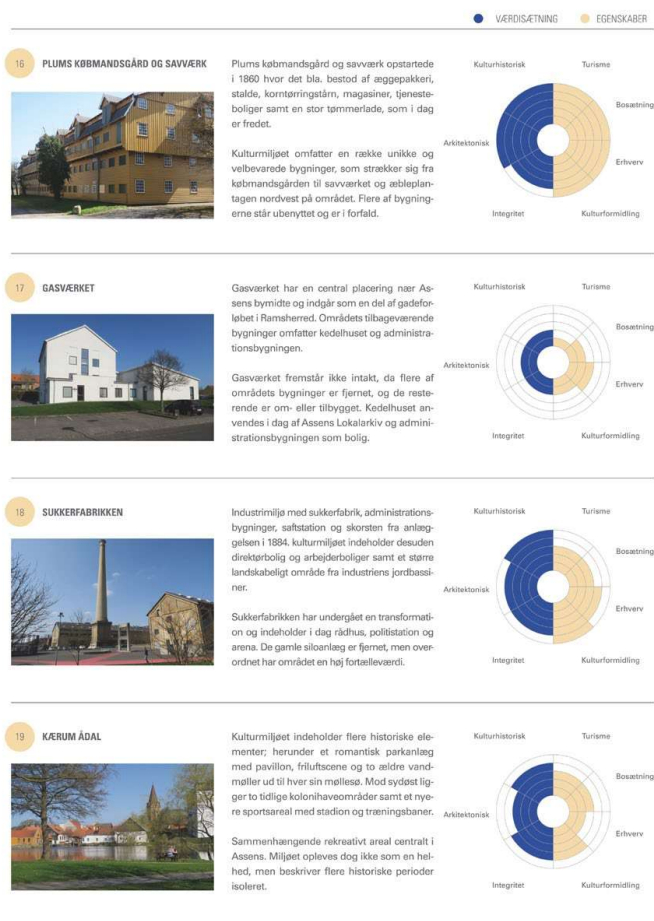 VÆRDISÆTNING EGENSKABER
16 PLUMS KØBMANDSGÅRD OG SAVVÆRK
Plums købmandsgård og savværk opstartede
i 1860 hvor det bla. bestod af æggepakkeri,
stalde, korntørringstårn, magasiner, tjeneste-
boliger samt en stor tømmerlade, som i dag
er fredet.
Kulturmiljøet omfatter en række unikke og
velbevarede bygninger, som strækker sig fra
købmandsgården til savværket og æbleplan-
tagen nordvest på området. Flere af bygning-
erne står ubenyttet og er i forfald.
Kulturhistorisk
Turisme
Bosætning
Arkitektonisk
Erhverv
Integritet
Kulturformidling
17 GASVÆRKET
Gasværket har en central placering nær As-
sens bymidte og indgår som en del af gadefor-
løbet i Ramsherred. Områdets tilbageværende
bygninger omfatter kedelhuset og administra-
tionsbygningen.
Gasværket fremstår ikke intakt, da flere af
områdets bygninger er fjernet, og de reste-
rende er om- eller tilbygget. Kedelhuset an-
vendes i dag af Assens Lokalarkiv og admini-
strationsbygningen som bolig.
Kulturhistorisk
Turisme
Bosætning
Arkitektonisk
Erhverv
Integritet
Kulturformidling
18 SUKKERFABRIKKEN
Industrimiljø med sukkerfabrik, administrations-
bygninger, saftstation og skorsten fra anlæg-
gelsen i 1884. kulturmiljøet indeholder desuden
direktørbolig og arbejderboliger samt et større
landskabeligt område fra industriens jordbassi-
ner.
Sukkerfabrikken har undergået en transformati-
on og indeholder i dag rådhus, politistation og
arena. De gamle siloanlæg er fjernet, men over-
ordnet har området en høj fortælleværdi.
Kulturhistorisk
Turisme
Bosætning
Arkitektonisk
Erhverv
Integritet
Kulturformidling
19 KÆRUM ÅDAL
Kulturmiljøet indeholder flere historiske ele-
menter; herunder et romantisk parkanlæg
med pavillon, friluftscene og to ældre vand-
møller ud til hver sin møllesø. Mod sydøst lig-
ger to tidlige kolonihaveområder samt et nye-
re sportsareal med stadion og træningsbaner.
Sammenhængende rekreativt areal centralt i
Assens. Miljøet opleves dog ikke som en hel-
hed, men beskriver flere historiske perioder
isoleret.
Kulturhistorisk
Turisme
Bosætning
Arkitektonisk
Erhverv
Integritet
Kulturformidling